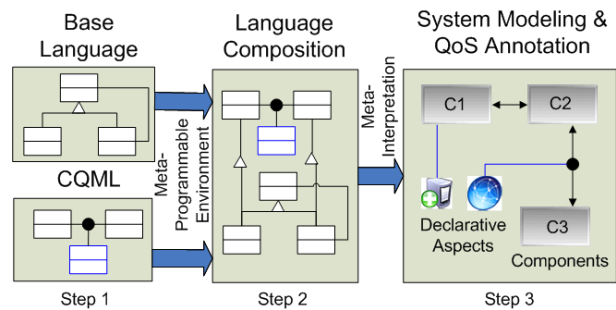 Base
Language
CQML
Step 1
Meta-
Programmable
Environment
Language
Composition
Step 2
Meta-
Interpretation
System Modeling &
QoS Annotation
C1
C2
C3
Declarative
Aspects
Components
Step 3